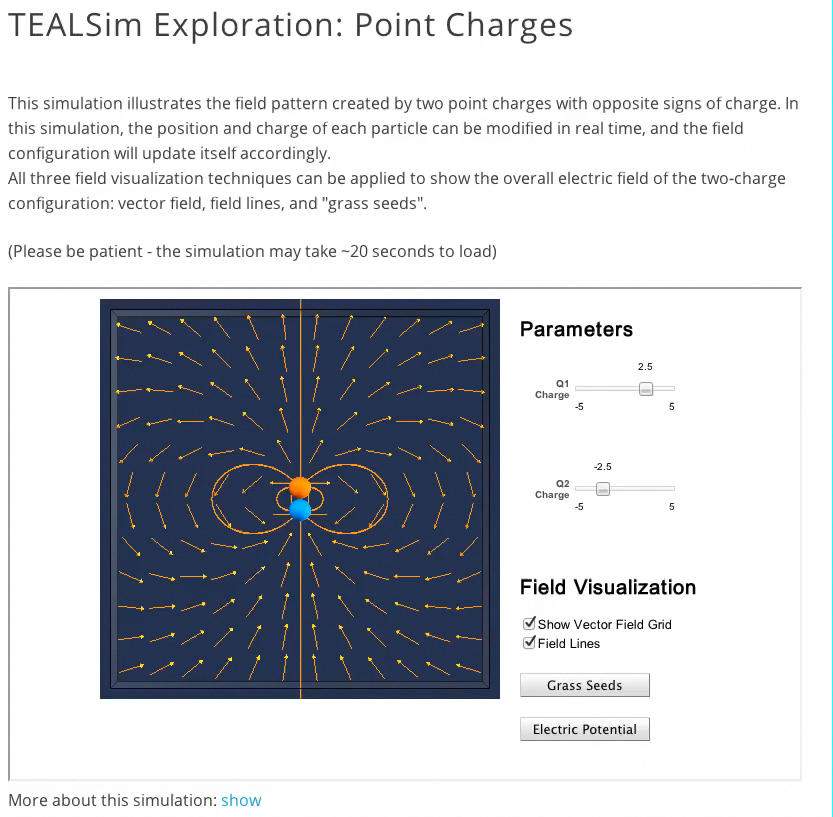 TEALSim Exploration: Point Charges
This simulation illustrates the field pattern created by two point charges with opposite signs of charge. In
this simulation, the position and charge of each particle can be modified in real time, and the field
configuration will update itself accordingly.
All three field visualization techniques can be applied to show the overall electric field of the two-charge
configuration: vector field, field lines, and "grass seeds".
(Please be patient - the simulation may take ~20 seconds to load)
Parameters
2.5
Q1
Charge
-5
5
-2.5
Q2
Charge
-5
5
Field Visualization
Show Vector Field Grid
Field Lines
Grass Seeds
Electric Potential
More about this simulation: show